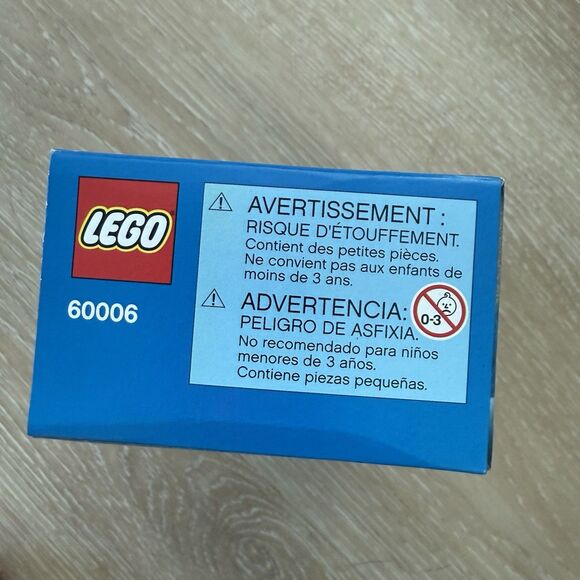 LEGO
60006
AVERTISSEMENT :
RISQUE D'ÉTOUFFEMENT.
Contient des petites pièces.
Ne convient pas aux enfants de
moins de 3 ans.
ADVERTENCIA:
PELIGRO DE ASFIXIA.
No recomendado para niños
menores de 3 años.
Contiene piezas pequeñas.
0-3